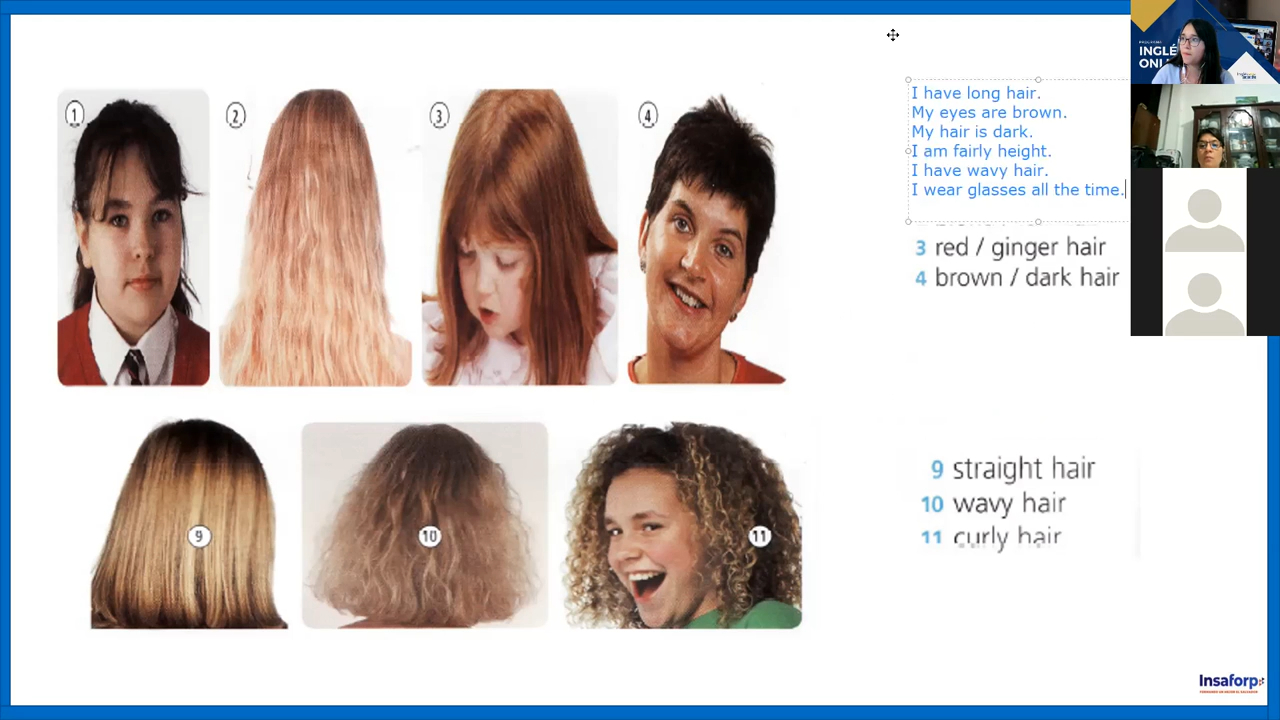 1
2
3
4
I have long hair.
My eyes are brown.
My hair is dark.
I am fairly height.
I have wavy hair.
I wear glasses all the time.
3 red / ginger hair
4 brown / dark hair
9
10
11
9 straight hair
10 wavy hair
11 curly hair
INGLÉ
ONL
Insaforp